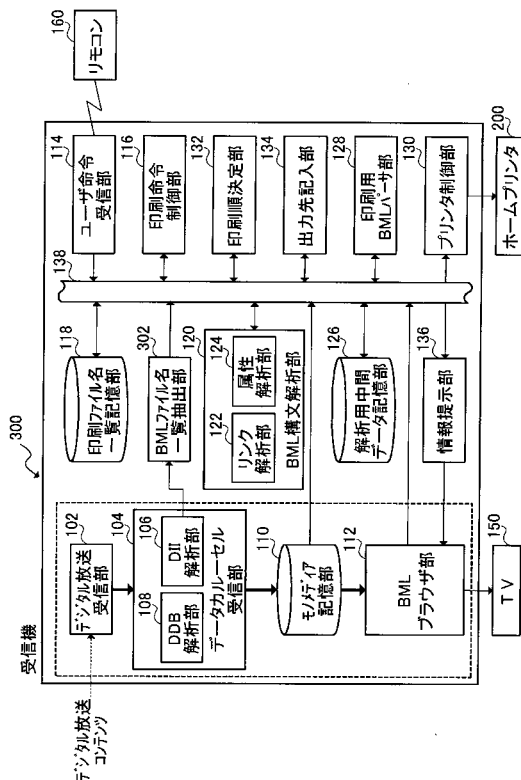 受信機
300
デジタル放送
コンテンツ
デジタル放送
受信部
102
104
DDB
解析部
108
DII
解析部
106
データカルーセル
受信部
モノメディア
記憶部
110
BML
ブラウザ部
112
TV
150
印刷ファイル名
一覧記憶部
118
BMLファイル名
一覧抽出部
302
120
リンク
解析部
122
属性
解析部
124
BML構文解析部
解析用中間
データ記憶部
126
情報提示部
136
138
ユーザ命令
受信部
114
印刷命令
制御部
116
印刷順決定部
132
出力先記入部
134
印刷用
BMLパーサ部
128
プリンタ制御部
130
リモコン
160
ホームプリンタ
200